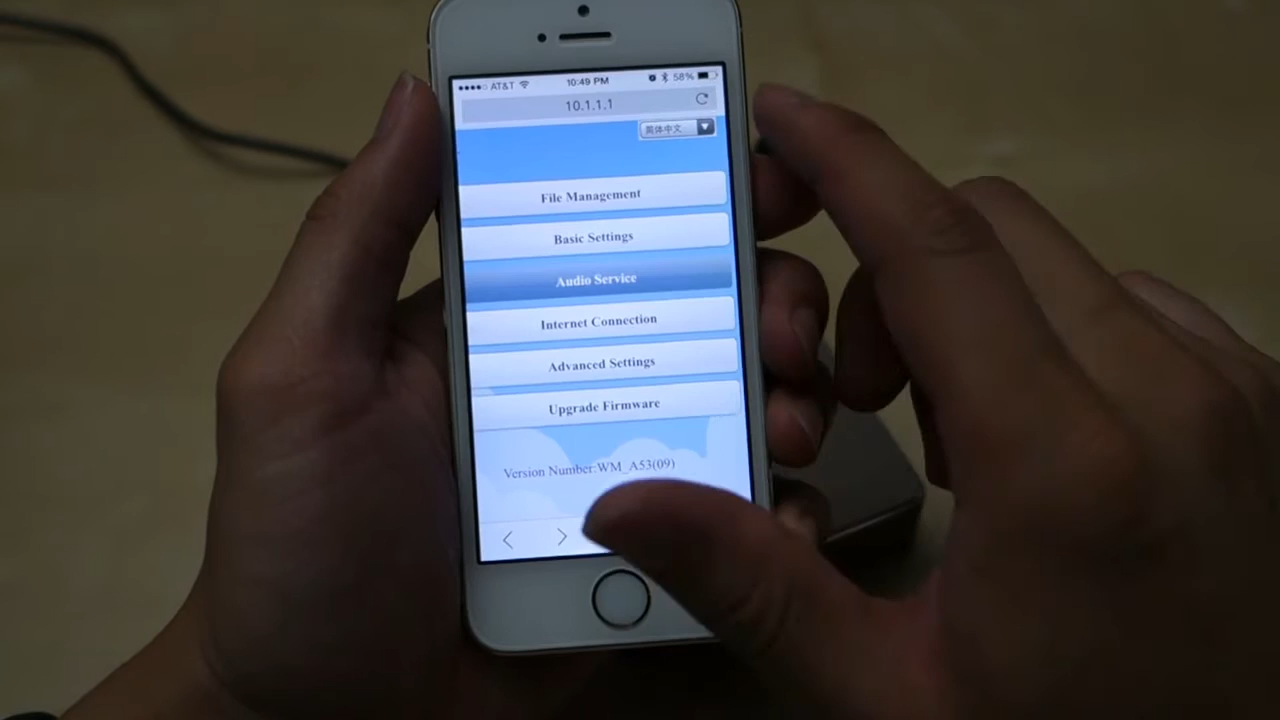 AT&T 10:49 PM 58%
10.1.1.1
简体中文
File Management
Basic Settings
Audio Service
Internet Connection
Advanced Settings
Upgrade Firmware
Version Number:WM_A53(09)